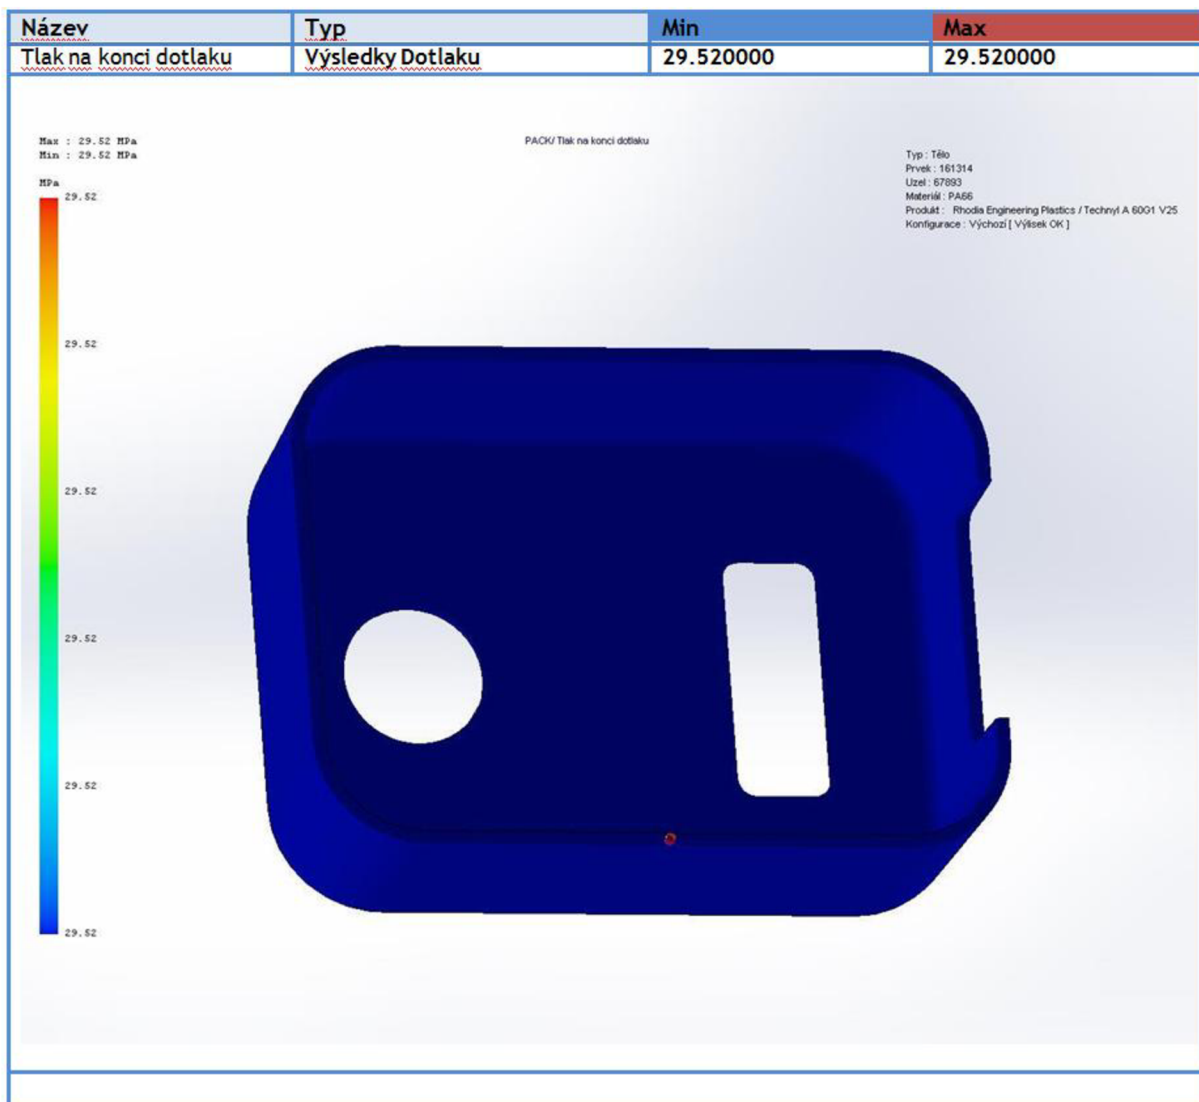 Název Typ Min Max
Tlak na konci dotlaku Výsledky Dotlaku 29.520000 29.520000
Max : 29.52 MPa
Min : 29.52 MPa
PACK/ Tlak na konci dotlaku
Typ : Tělo
Prvek : 161314
Uzel : 67893
Materiál : PA66
Produkt : Rhodia Engineering Plastics / Technyl A 60G1 V25
Konfigurace : Výchozí [ Výlisek OK ]
MPa
29.52
29.52
29.52
29.52
29.52
29.52